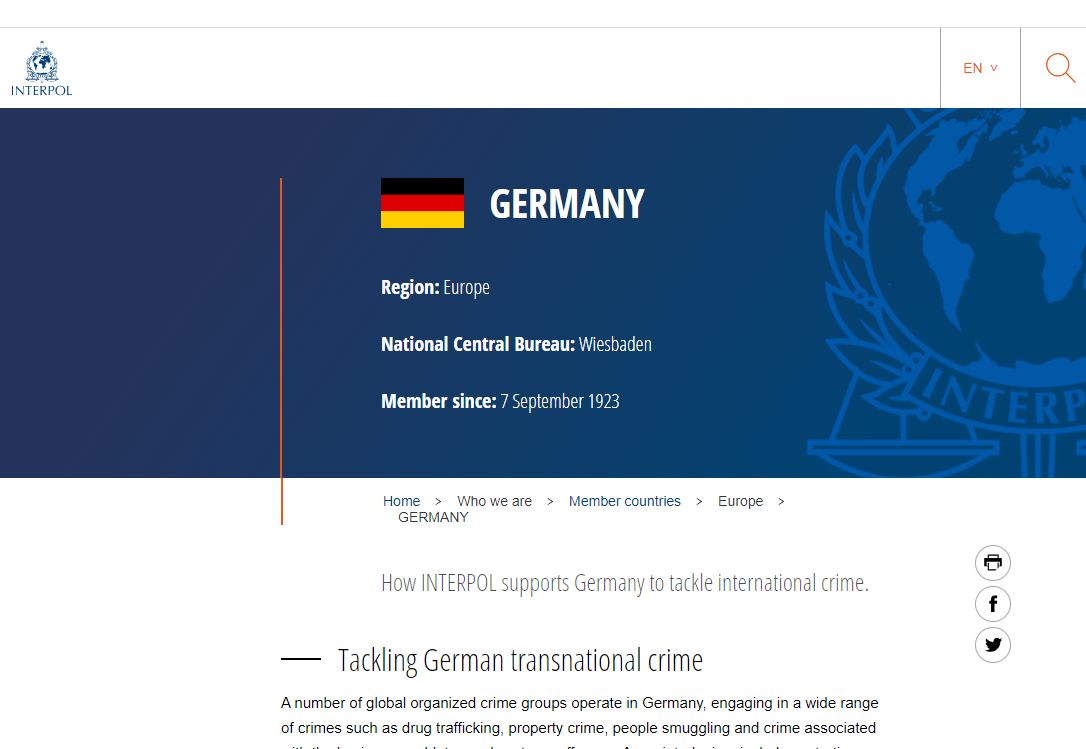 INTERPOL
EN
GERMANY
Region: Europe
National Central Bureau: Wiesbaden
Member since: 7 September 1923
INTERP
Home > Who we are > Member countries > Europe >
GERMANY
How INTERPOL supports Germany to tackle international crime.
Tackling German transnational crime
A number of global organized crime groups operate in Germany, engaging in a wide range
of crimes such as drug trafficking, property crime, people smuggling and crime associated